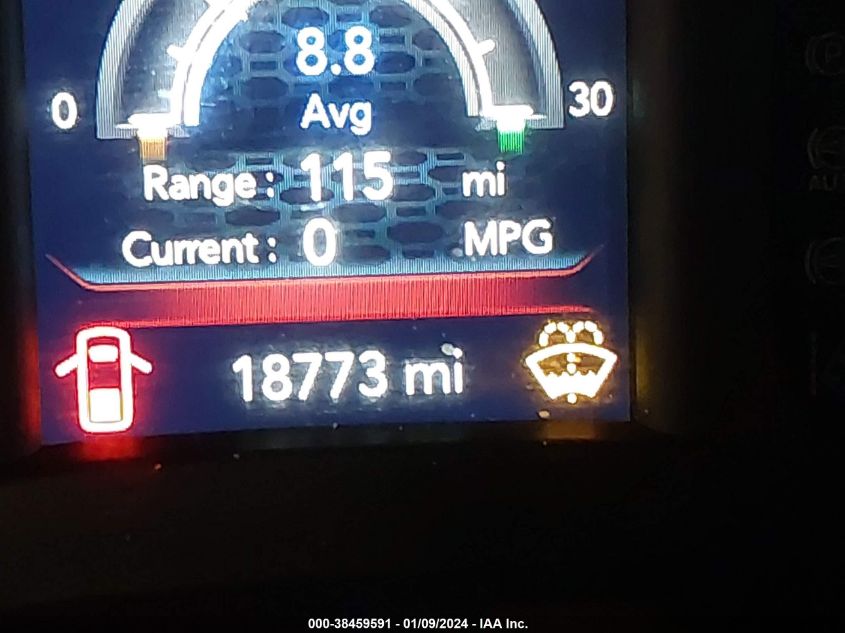 8.8
0 Avg 30
Range : 115 mi
Current : 0 MPG
18773 mi
000-38459591 - 01/09/2024 - IAA Inc.